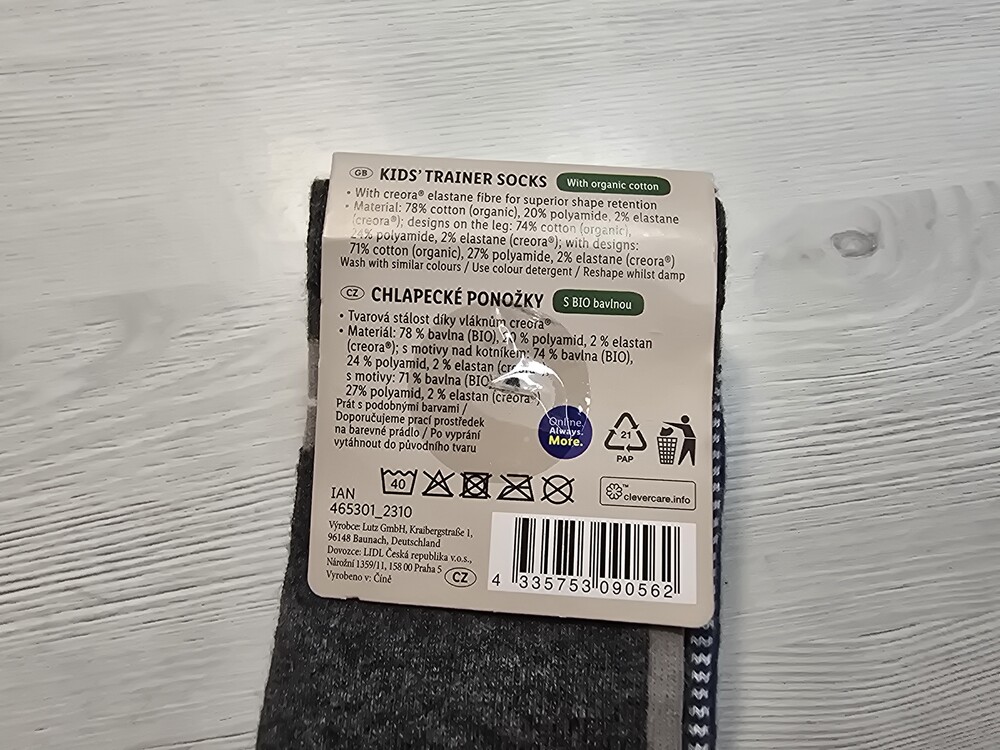 GB KIDS' TRAINER SOCKS With organic cotton
• With creora® elastane fibre for superior shape retention
• Material: 78% cotton (organic), 20% polyamide, 2% elastane
(creora®); designs on the leg: 74% cotton (organic),
24% polyamide, 2% elastane (creora®); with designs:
71% cotton (organic), 27% polyamide, 2% elastane (creora®)
Wash with similar colours / Use colour detergent / Reshape whilst damp
CZ CHLAPECKÉ PONOŽKY S BIO bavlnou
• Tvarová stálost díky vláknům creora®
• Materiál: 78 % bavlna (BIO), % polyamid, 2 % elastan
(creora®); s motivy nad kotníkem: 74 % bavlna (BIO),
24 % polyamid, 2 % elastan (creora®)
s motivy: 71 % bavlna (BIO)
27% polyamid, 2 % elastan (creora®)
Prát s podobnými barvami /
Doporučujeme prací prostředek
na barevné prádlo / Po vyprání
vytáhnout do původního tvaru
Online.
Always.
More.
21
PAP
40
clevercare.info™
IAN
465301_2310
Výrobce: Lutz GmbH, Kraibergstraße 1,
96148 Baunach, Deutschland
Dovozce: LIDL Česká republika v.o.s.,
Nárožní 1359/11, 158 00 Praha 5
Vyrobeno v: Číně
CZ
4 335753 090562